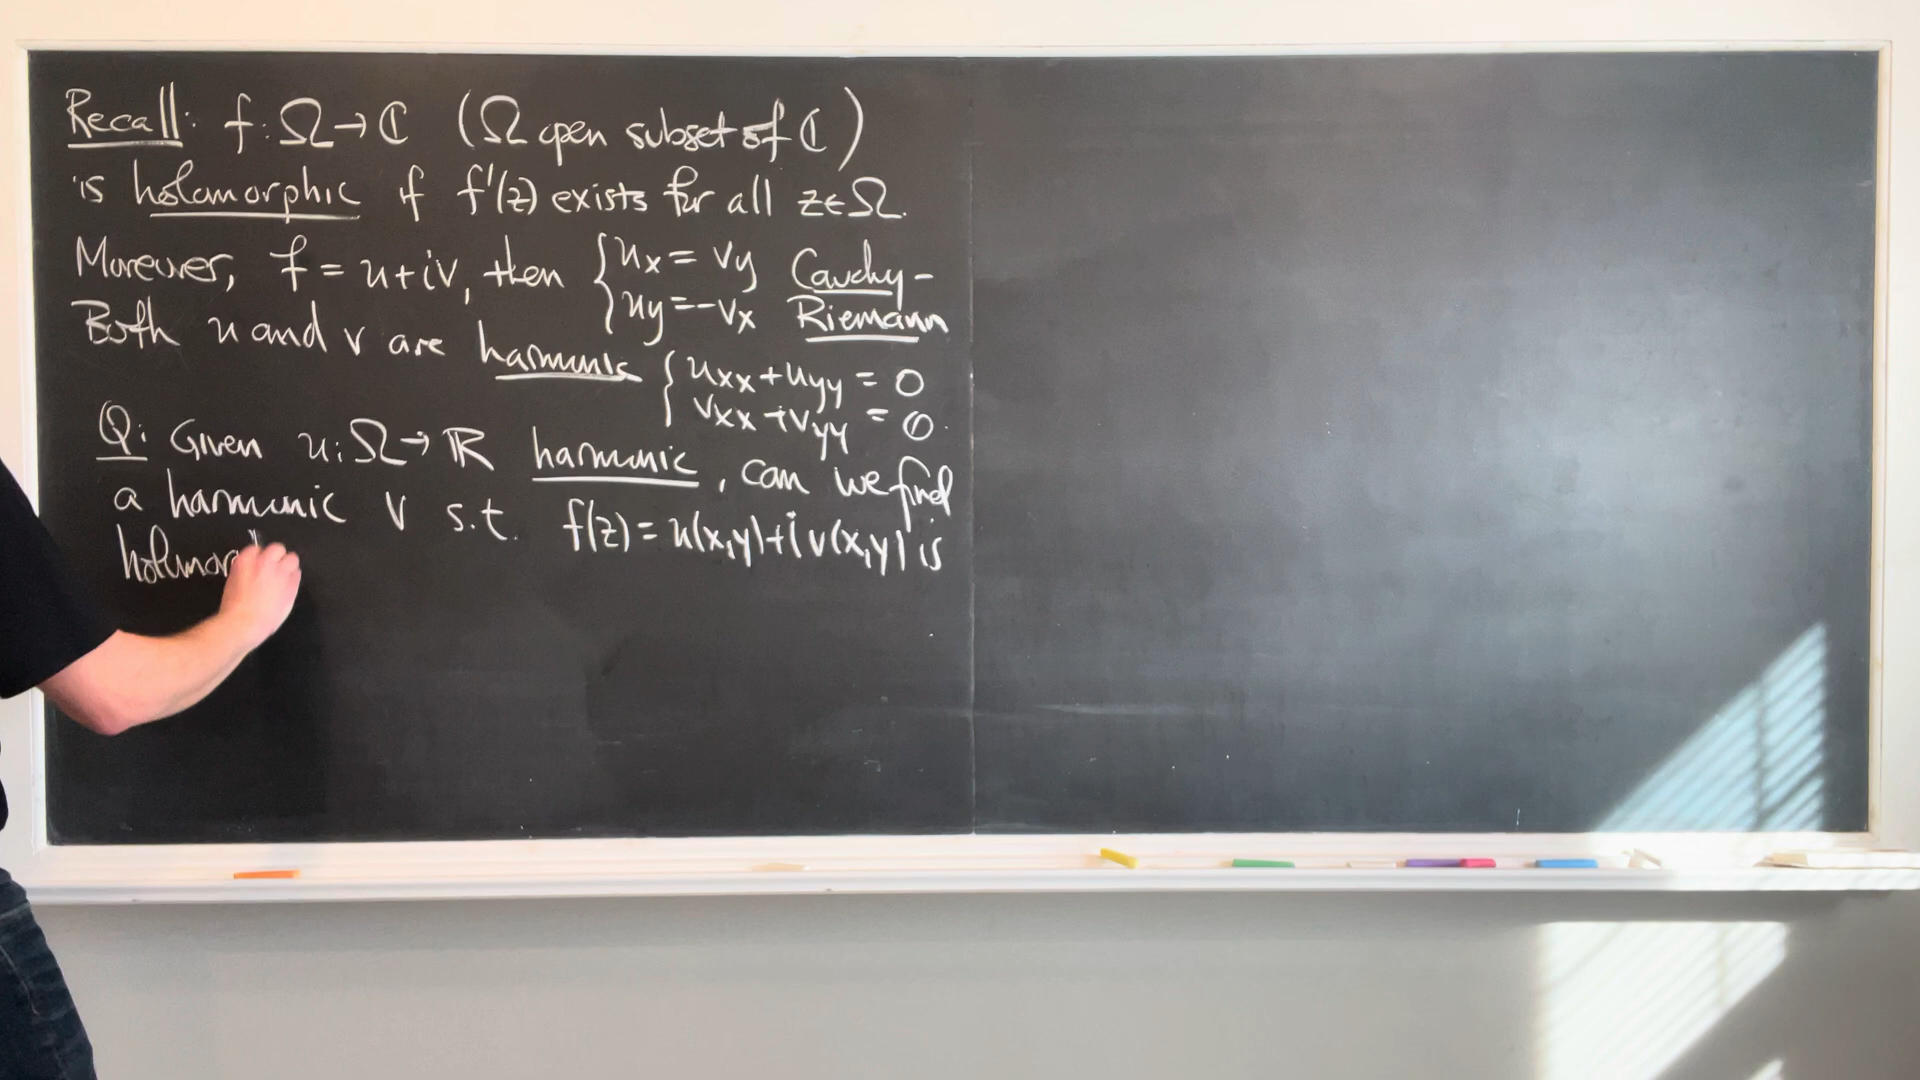 Recall: f: Ω → ℂ (Ω open subset of ℂ)
is holomorphic if f'(z) exists for all z ∈ Ω.
Moreover, f = u + iv, then { u_x = v_y Cauchy-
{ u_y = -v_x Riemann
Both u and v are harmonic { u_xx + u_yy = 0
{ v_xx + v_yy = 0.
Q: Given u: Ω → ℝ harmonic, can we find
a harmonic v s.t. f(z) = u(x,y) + i v(x,y) is